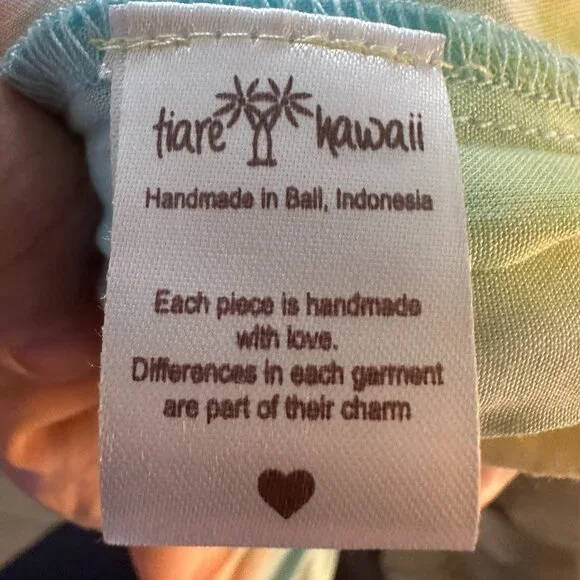 tiare hawaii
Handmade in Bali, Indonesia
Each piece is handmade
with love.
Differences in each garment
are part of their charm